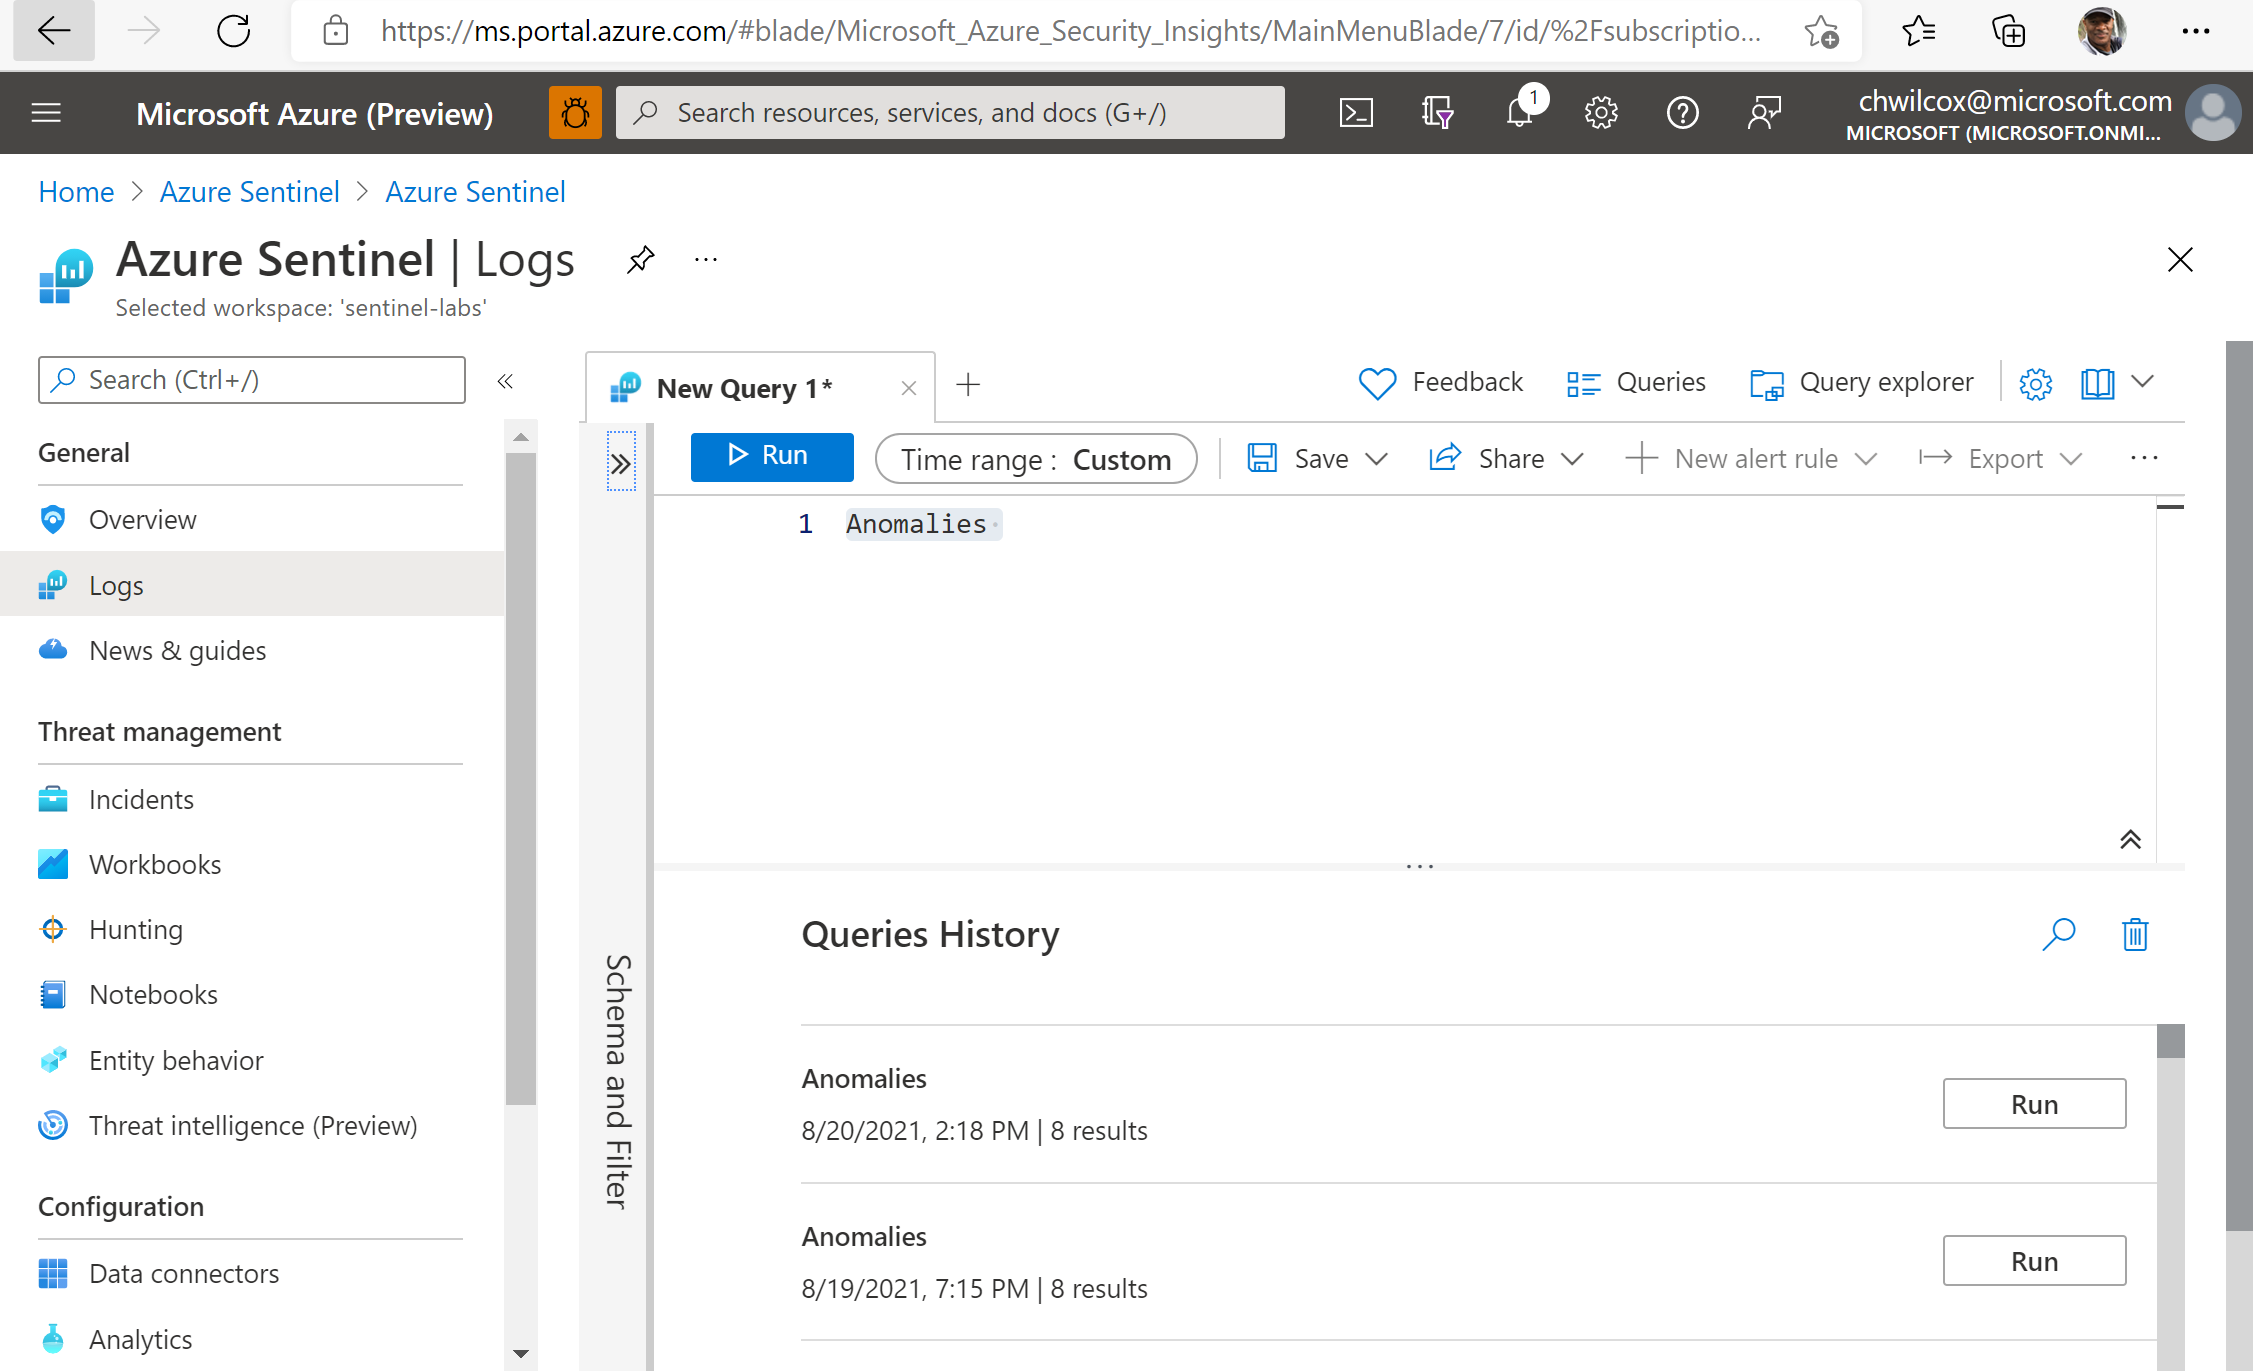 https://ms.portal.azure.com/#blade/Microsoft_Azure_Security_Insights/MainMenuBlade/7/id/%2Fsubscriptio...
Microsoft Azure (Preview)
Search resources, services, and docs (G+/)
1
chwilcox@microsoft.com
MICROSOFT (MICROSOFT.ONMI...
Home > Azure Sentinel > Azure Sentinel
Azure Sentinel | Logs
Selected workspace: 'sentinel-labs'
Search (Ctrl+/)
General
Overview
Logs
News & guides
Threat management
Incidents
Workbooks
Hunting
Notebooks
Entity behavior
Threat intelligence (Preview)
Configuration
Data connectors
Analytics
New Query 1*
Feedback
Queries
Query explorer
Run
Time range : Custom
Save
Share
New alert rule
Export
Schema and Filter
1 Anomalies
Queries History
Anomalies
8/20/2021, 2:18 PM | 8 results
Run
Anomalies
8/19/2021, 7:15 PM | 8 results
Run